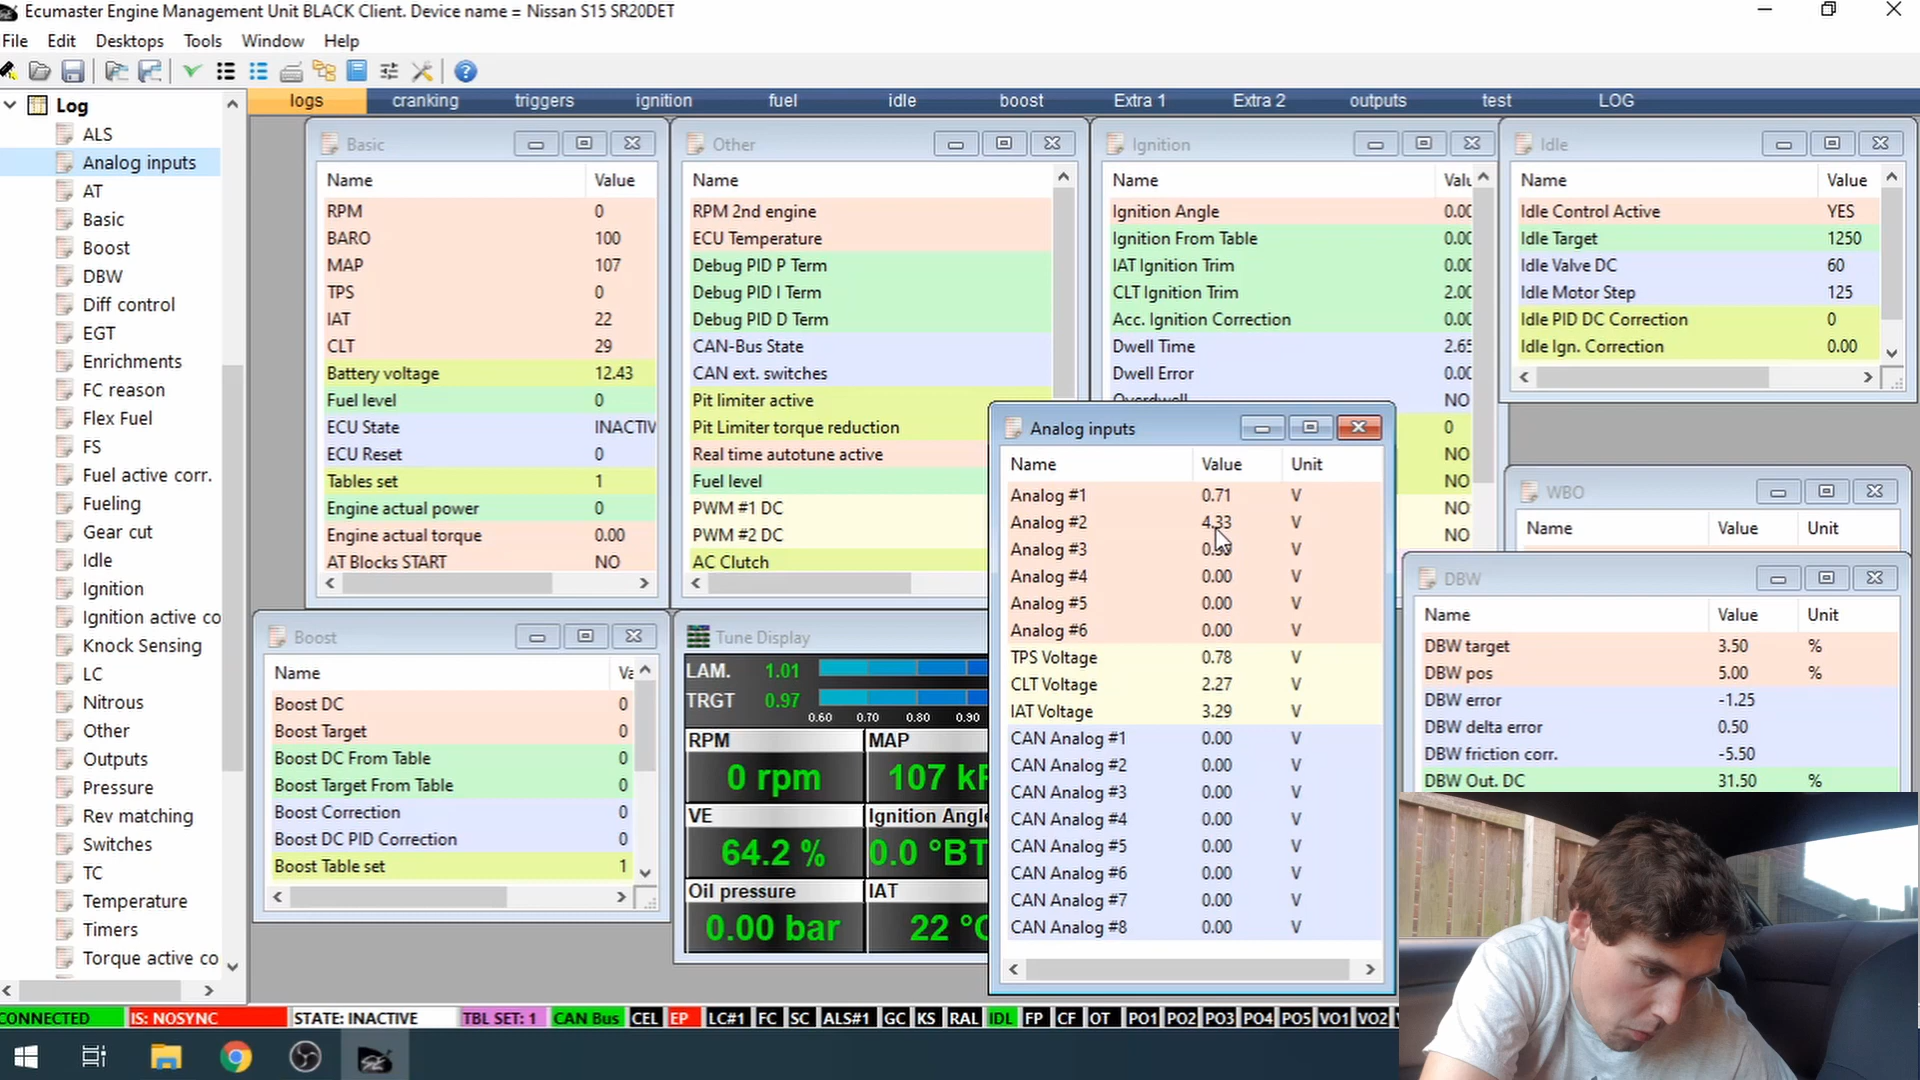 Ecumaster Engine Management Unit BLACK Client. Device name = Nissan S15 SR20DET
File Edit Desktops Tools Window Help
logs cranking triggers ignition fuel idle boost Extra 1 Extra 2 outputs test LOG
Log
ALS
Analog inputs
AT
Basic
Boost
DBW
Diff control
EGT
Enrichments
FC reason
Flex Fuel
FS
Fuel active corr.
Fueling
Gear cut
Idle
Ignition
Ignition active co
Knock Sensing
LC
Nitrous
Other
Outputs
Pressure
Rev matching
Switches
TC
Temperature
Timers
Torque active co
Basic
Name Value
RPM 0
BARO 100
MAP 107
TPS 0
IAT 22
CLT 29
Battery voltage 12.43
Fuel level 0
ECU State INACTIV
ECU Reset 0
Tables set 1
Engine actual power 0
Engine actual torque 0.00
AT Blocks START NO
Other
Name
RPM 2nd engine
ECU Temperature
Debug PID P Term
Debug PID I Term
Debug PID D Term
CAN-Bus State
CAN ext. switches
Pit limiter active
Pit Limiter torque reduction
Real time autotune active
Fuel level
PWM #1 DC
PWM #2 DC
AC Clutch
Ignition
Name Valu
Ignition Angle 0.00
Ignition From Table 0.00
IAT Ignition Trim 0.00
CLT Ignition Trim 2.00
Acc. Ignition Correction 0.00
Dwell Time 2.65
Dwell Error 0.00
Overdwell NO
0
NO
NO
NO
NO
Idle
Name Value
Idle Control Active YES
Idle Target 1250
Idle Valve DC 60
Idle Motor Step 125
Idle PID DC Correction 0
Idle Ign. Correction 0.00
Analog inputs
Name Value Unit
Analog #1 0.71 V
Analog #2 4.33 V
Analog #3 V
Analog #4 0.00 V
Analog #5 0.00 V
Analog #6 0.00 V
TPS Voltage 0.78 V
CLT Voltage 2.27 V
IAT Voltage 3.29 V
CAN Analog #1 0.00 V
CAN Analog #2 0.00 V
CAN Analog #3 0.00 V
CAN Analog #4 0.00 V
CAN Analog #5 0.00 V
CAN Analog #6 0.00 V
CAN Analog #7 0.00 V
CAN Analog #8 0.00 V
WBO
Name Value Unit
DBW
Name Value Unit
DBW target 3.50 %
DBW pos 5.00 %
DBW error -1.25
DBW delta error 0.50
DBW friction corr. -5.50
DBW Out. DC 31.50 %
Boost
Name Va
Boost DC 0
Boost Target 0
Boost DC From Table 0
Boost Target From Table 0
Boost Correction 0
Boost DC PID Correction 0
Boost Table set 1
Tune Display
LAM. 1.01
TRGT 0.97
0.60 0.70 0.80 0.90
RPM MAP
0 rpm 107 kP
VE Ignition Angle
64.2 % 0.0 °BT
Oil pressure IAT
0.00 bar 22 °C
CONNECTED IS: NOSYNC STATE: INACTIVE TBL SET: 1 CAN Bus CEL EP LC#1 FC SC ALS#1 GC KS RAL IDL FP CF OT PO1 PO2 PO3 PO4 PO5 VO1 VO2